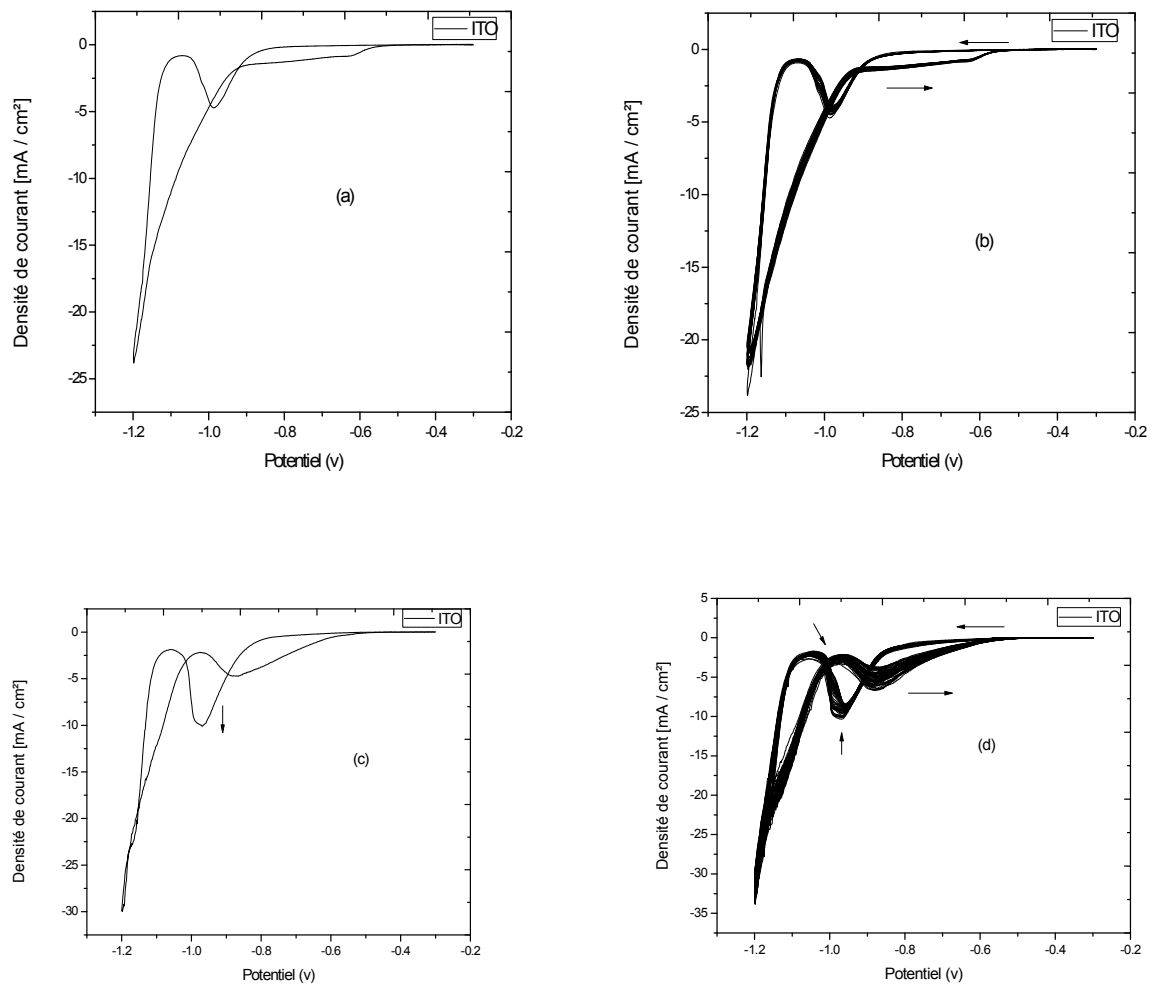 ITO
0
-5
-10
-15
-20
-25
-1.2 -1.0 -0.8 -0.6 -0.4 -0.2
Potentiel (v)
Densité de courant [mA / cm²]
(a)
ITO
0
-5
-10
-15
-20
-25
-1.2 -1.0 -0.8 -0.6 -0.4 -0.2
Potentiel (v)
Densité de courant [mA / cm²]
(b)
ITO
0
-5
-10
-15
-20
-25
-30
-1.2 -1.0 -0.8 -0.6 -0.4 -0.2
Potentiel (v)
Densité de courant [mA / cm²]
(c)
ITO
5
0
-5
-10
-15
-20
-25
-30
-35
-1.2 -1.0 -0.8 -0.6 -0.4 -0.2
Potentiel (v)
Densité de courant [mA / cm²]
(d)